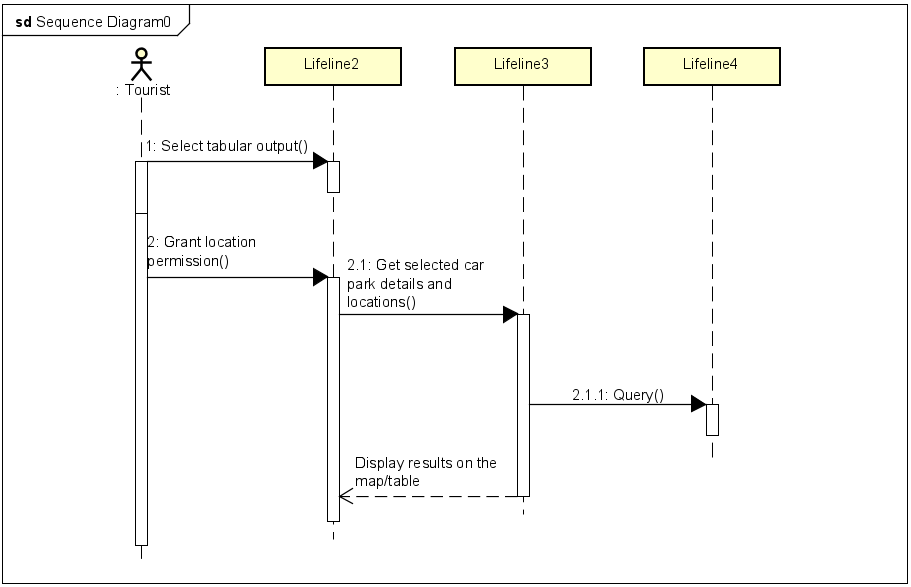 sd Sequence Diagram0
: Tourist
Lifeline2
Lifeline3
Lifeline4
1: Select tabular output()
2: Grant location
permission()
2.1: Get selected car
park details and
locations()
2.1.1: Query()
Display results on the
map/table